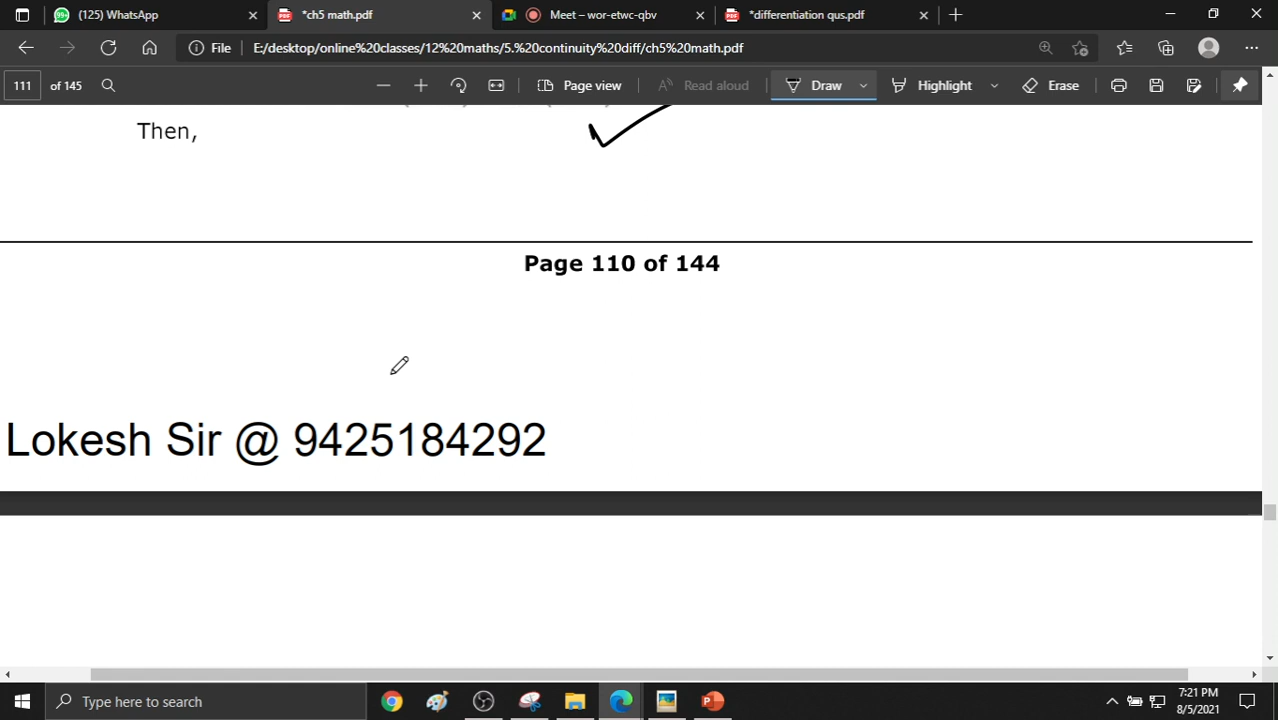 (125) WhatsApp
*ch5 math.pdf
Meet – wor-etwc-qbv
*differentiation qus.pdf
File E:/desktop/online%20classes/12%20maths/5.%20continuity%20diff/ch5%20math.pdf
111 of 145
Page view
Read aloud
Draw
Highlight
Erase
Then,
Page 110 of 144
Lokesh Sir @ 9425184292
Type here to search
7:21 PM
8/5/2021